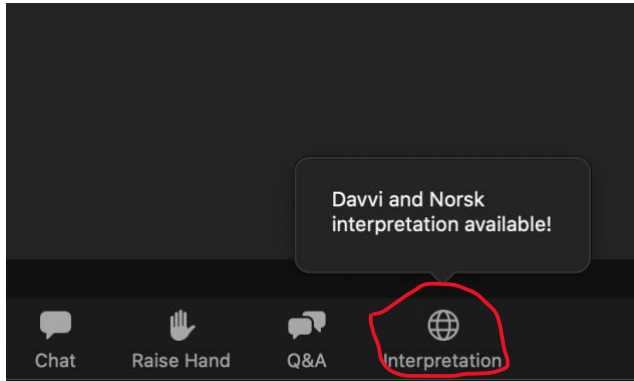 Davvi and Norsk
interpretation available!
Chat
Raise Hand
Q&A
Interpretation